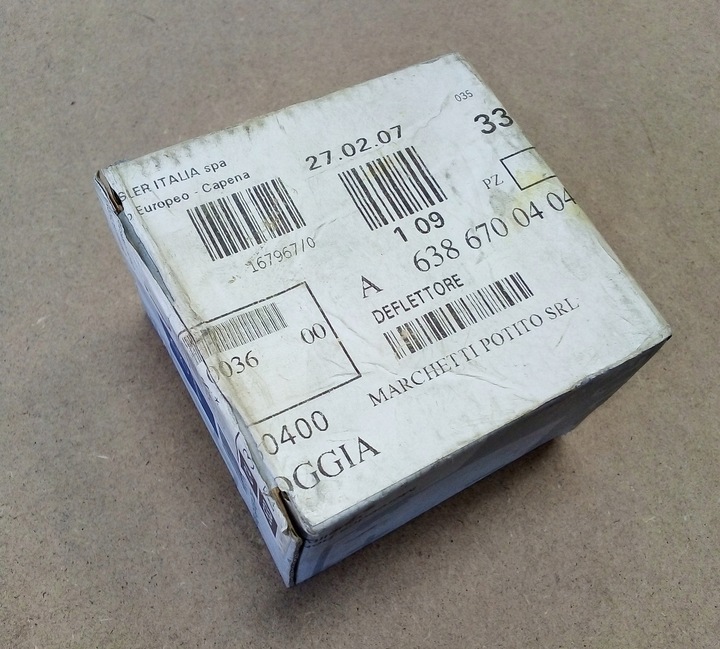 035
27.02.07
33
GLER ITALIA spa
Europeo - Capena
PZ
167967/0
1 09
A 638 670 04 04
DEFLETTORE
0036 00
MARCHETTI POTITO SRL
0400
OGGIA